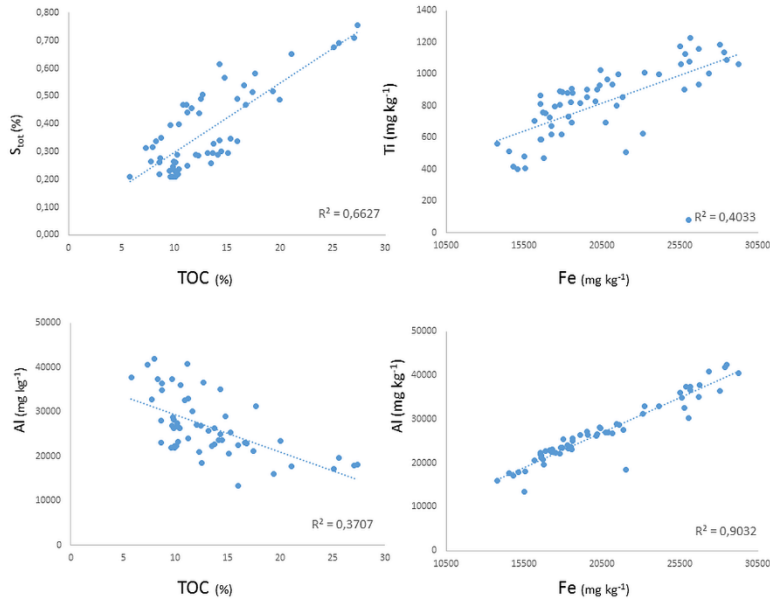 0,800
0,700
0,600
0,500
0,400
0,300
0,200
0,100
0,000
S_tot (%)
0 5 10 15 20 25 30
TOC (%)
R² = 0,6627
1400
1200
1000
800
600
400
200
0
Ti (mg kg⁻¹)
10500 15500 20500 25500 30500
Fe (mg kg⁻¹)
R² = 0,4033
50000
40000
30000
20000
10000
0
Al (mg kg⁻¹)
0 5 10 15 20 25 30
TOC (%)
R² = 0,3707
50000
40000
30000
20000
10000
0
Al (mg kg⁻¹)
10500 15500 20500 25500 30500
Fe (mg kg⁻¹)
R² = 0,9032